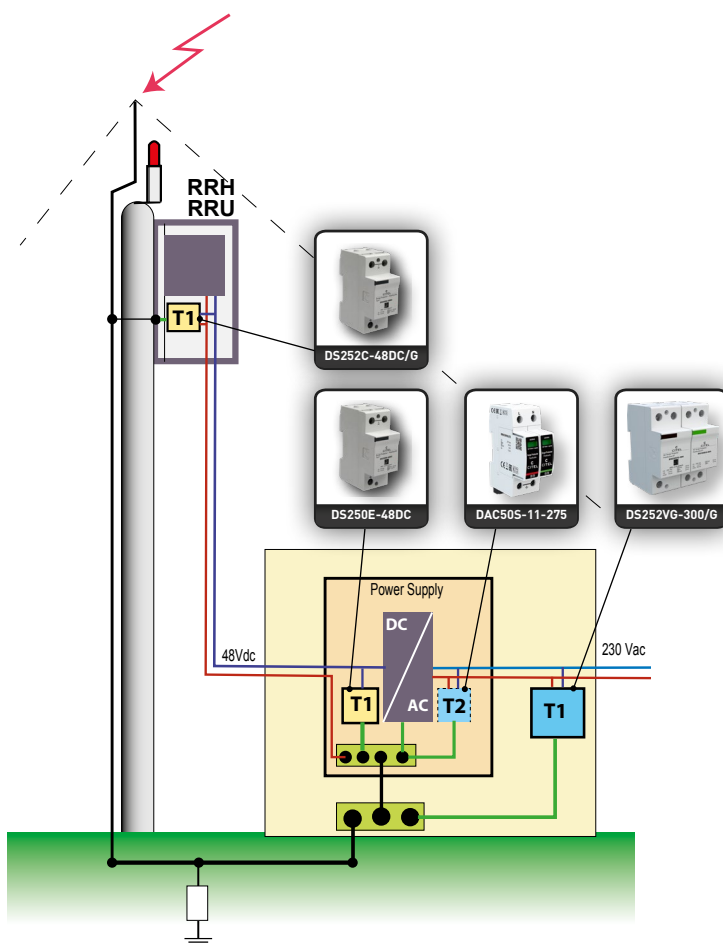 RRH
RRU
T1
DS252C-48DC/G
DS250E-48DC
DAC50S-11-275
DS252VG-300/G
Power Supply
DC
48Vdc
230 Vac
T1
AC
T2
T1